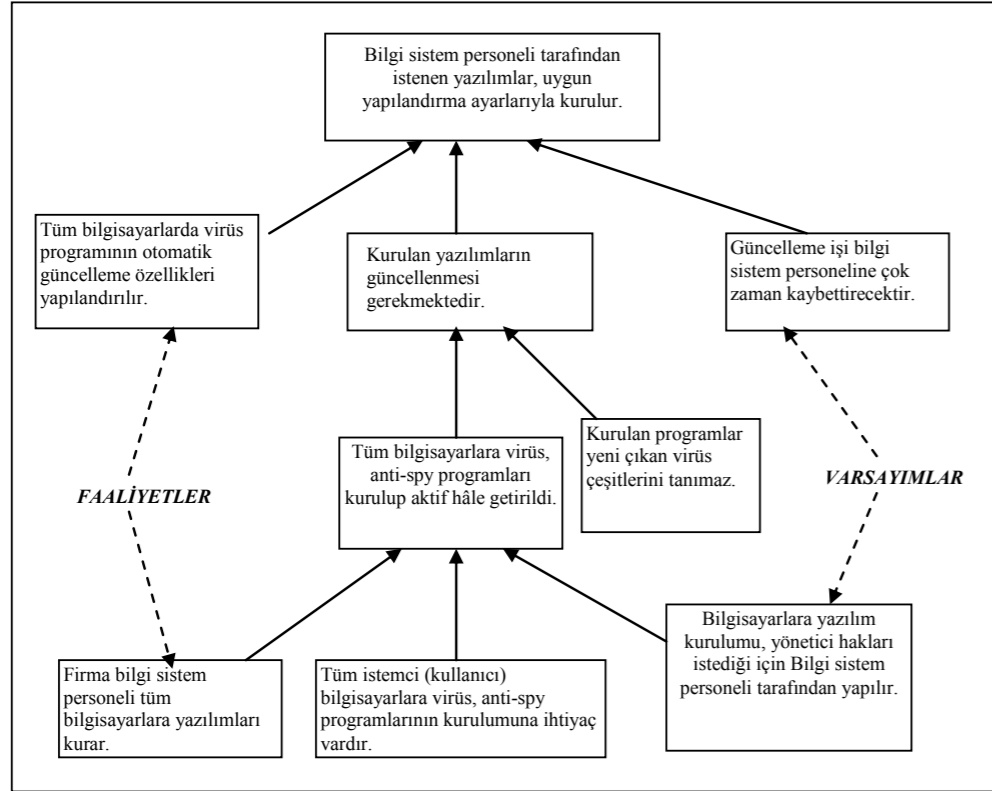 Bilgi sistem personeli tarafından
istenen yazılımlar, uygun
yapılandırma ayarlarıyla kurulur.
Tüm bilgisayarlarda virüs
programının otomatik
güncelleme özellikleri
yapılandırılır.
Kurulan yazılımların
güncellenmesi
gerekmektedir.
Güncelleme işi bilgi
sistem personeline çok
zaman kaybettirecektir.
Tüm bilgisayarlara virüs,
anti-spy programları
kurulup aktif hâle getirildi.
Kurulan programlar
yeni çıkan virüs
çeşitlerini tanımaz.
FAALİYETLER
VARSAYIMLAR
Firma bilgi sistem
personeli tüm
bilgisayarlara yazılımları
kurar.
Tüm istemci (kullanıcı)
bilgisayarlara virüs, anti-spy
programlarının kurulumuna ihtiyaç
vardır.
Bilgisayarlara yazılım
kurulumu, yönetici hakları
istediği için Bilgi sistem
personeli tarafından yapılır.